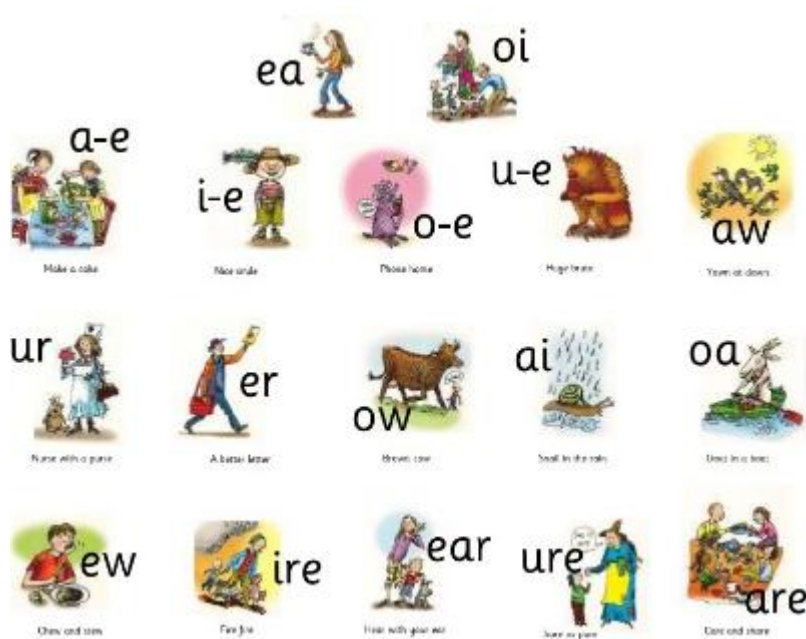 ea
oi
a-e
i-e
o-e
u-e
aw
Make a cake
Nice smile
Phone home
Huge brute
Yawn at dawn
ur
er
ow
ai
oa
Nurse with a purse
A better letter
Brown cow
Snail in the rain
Goat in a boat
ew
ire
ear
ure
are
Chew and stew
Fire fire
Hear with your ear
Sure as pure
Care and share